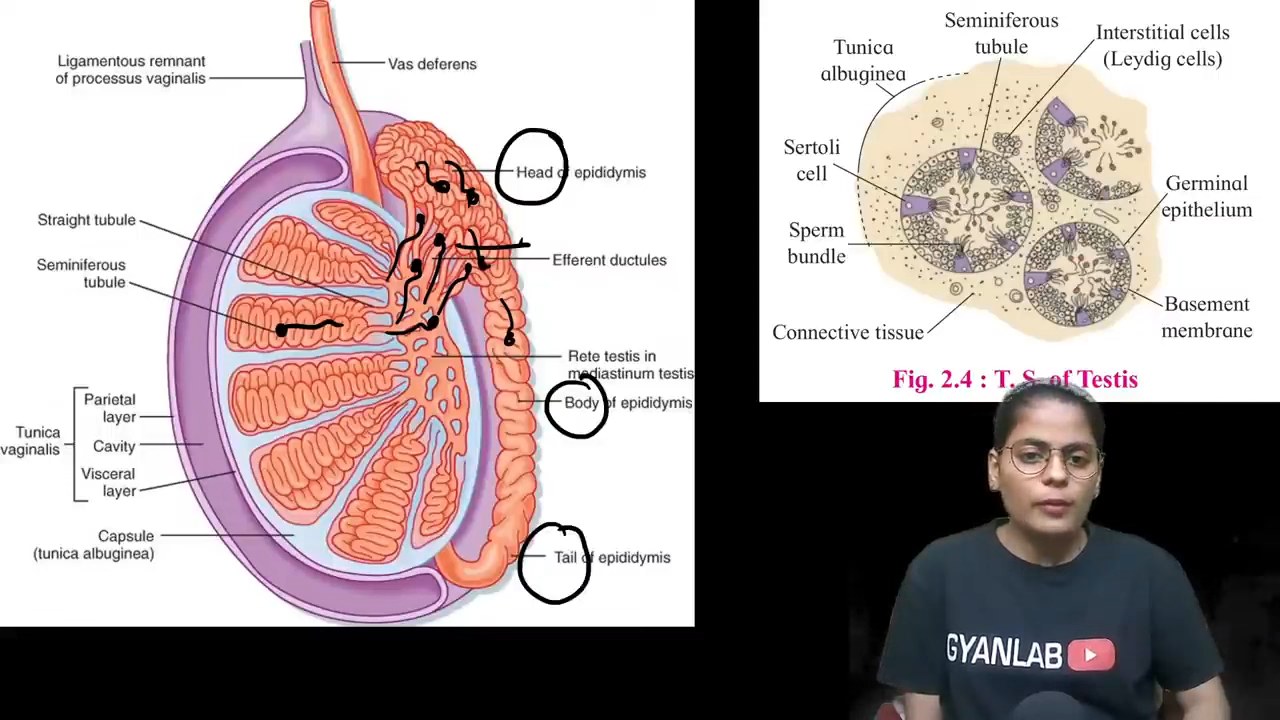 Ligamentous remnant
of processus vaginalis
Vas deferens
Head of epididymis
Straight tubule
Seminiferous
tubule
Efferent ductules
Rete testis in
mediastinum testis
Body of epididymis
Parietal
layer
Tunica
vaginalis
Cavity
Visceral
layer
Capsule
(tunica albuginea)
Tail of epididymis
Seminiferous
tubule
Interstitial cells
(Leydig cells)
Tunica
albuginea
Sertoli
cell
Germinal
epithelium
Sperm
bundle
Basement
membrane
Connective tissue
Fig. 2.4 : T. S. of Testis
GYANLAB